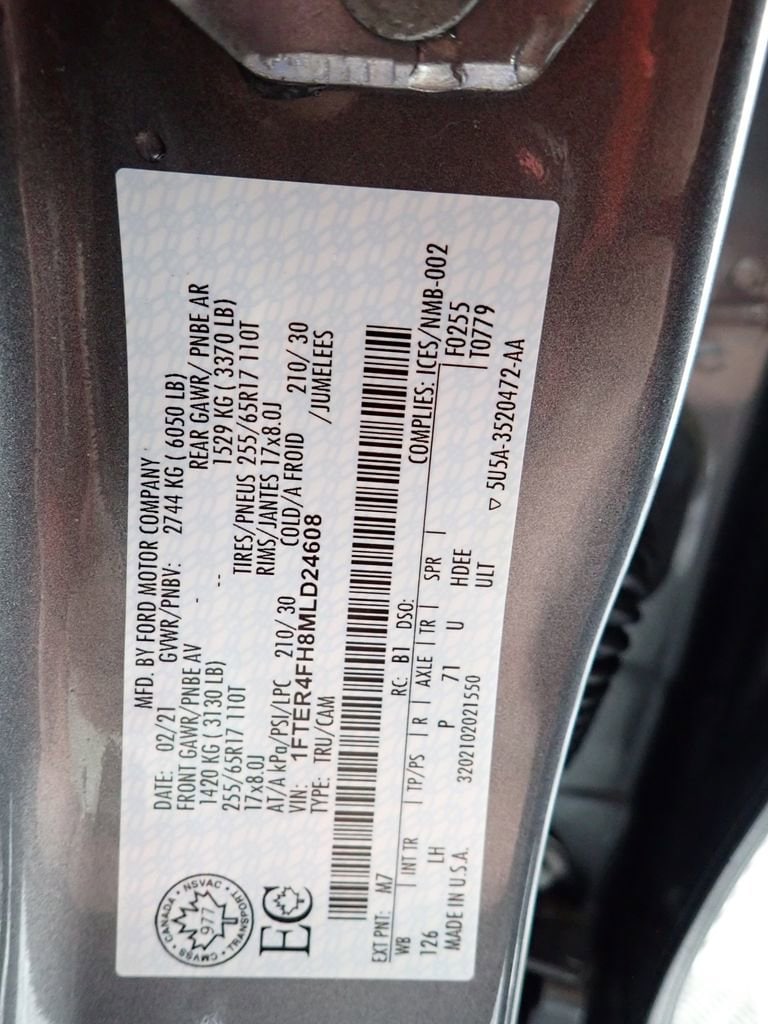 MFD. BY FORD MOTOR COMPANY
DATE: 02/21 GVWR/PNBV: 2744 KG ( 6050 LB)
FRONT GAWR/PNBE AV REAR GAWR/ PNBE AR
1420 KG ( 3130 LB) - 1529 KG ( 3370 LB)
255/65R17 110T -- TIRES/PNEUS 255/65R17 110T
17x8.0J RIMS/JANTES 17x8.0J
AT/A kPa/PSI/LPC 210/ 30 COLD/A FROID 210/ 30
VIN: 1FTER4FH8MLD24608 /JUMELEES
TYPE: TRU/CAM
CANADA • NSVAC • TRANSPORT • CMVSS •
977
EC
EXT PNT: M7 RC: B1 DSO: COMPLIES: ICES/NMB-002
WB | INT TR | TP/PS | R | AXLE | TR | SPR | F0255
126 LH P 71 U HDEE T0779
MADE IN U.S.A. 3202102021550 ULT
▽ 5U5A-3520472-AA